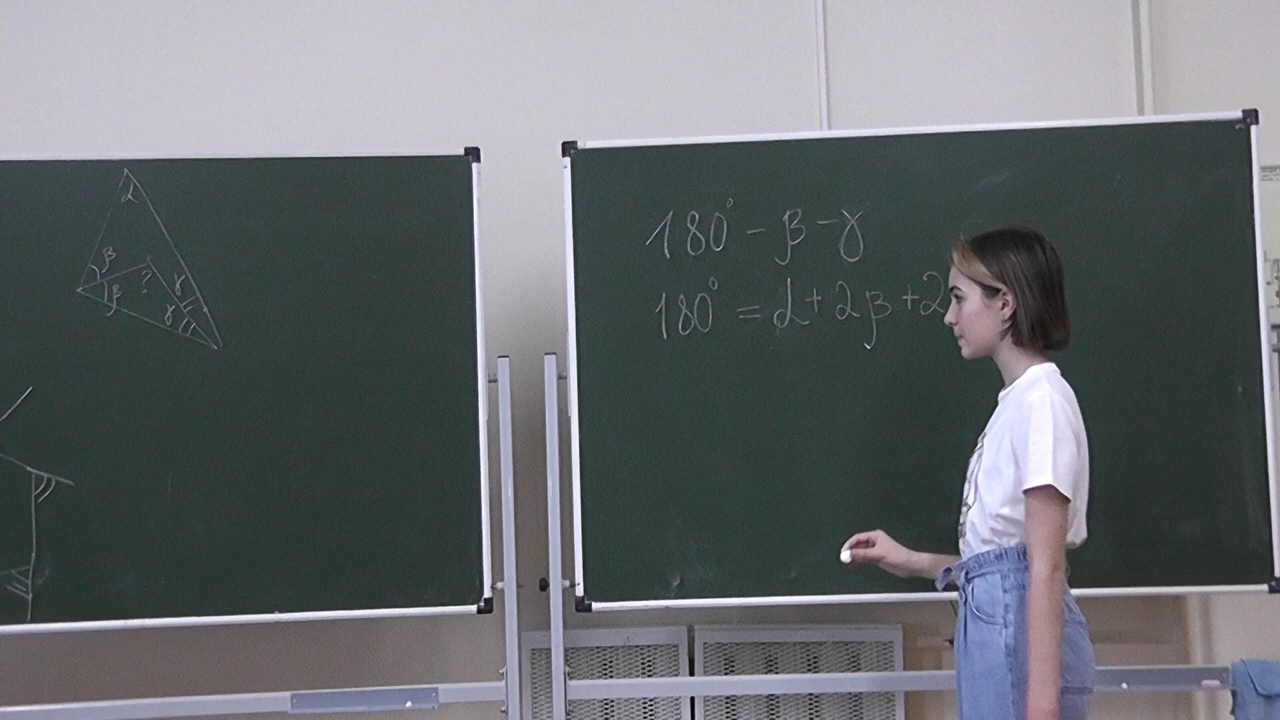 α
β
β
?
γ
γ
180° - β - γ
180° = α + 2β + 2